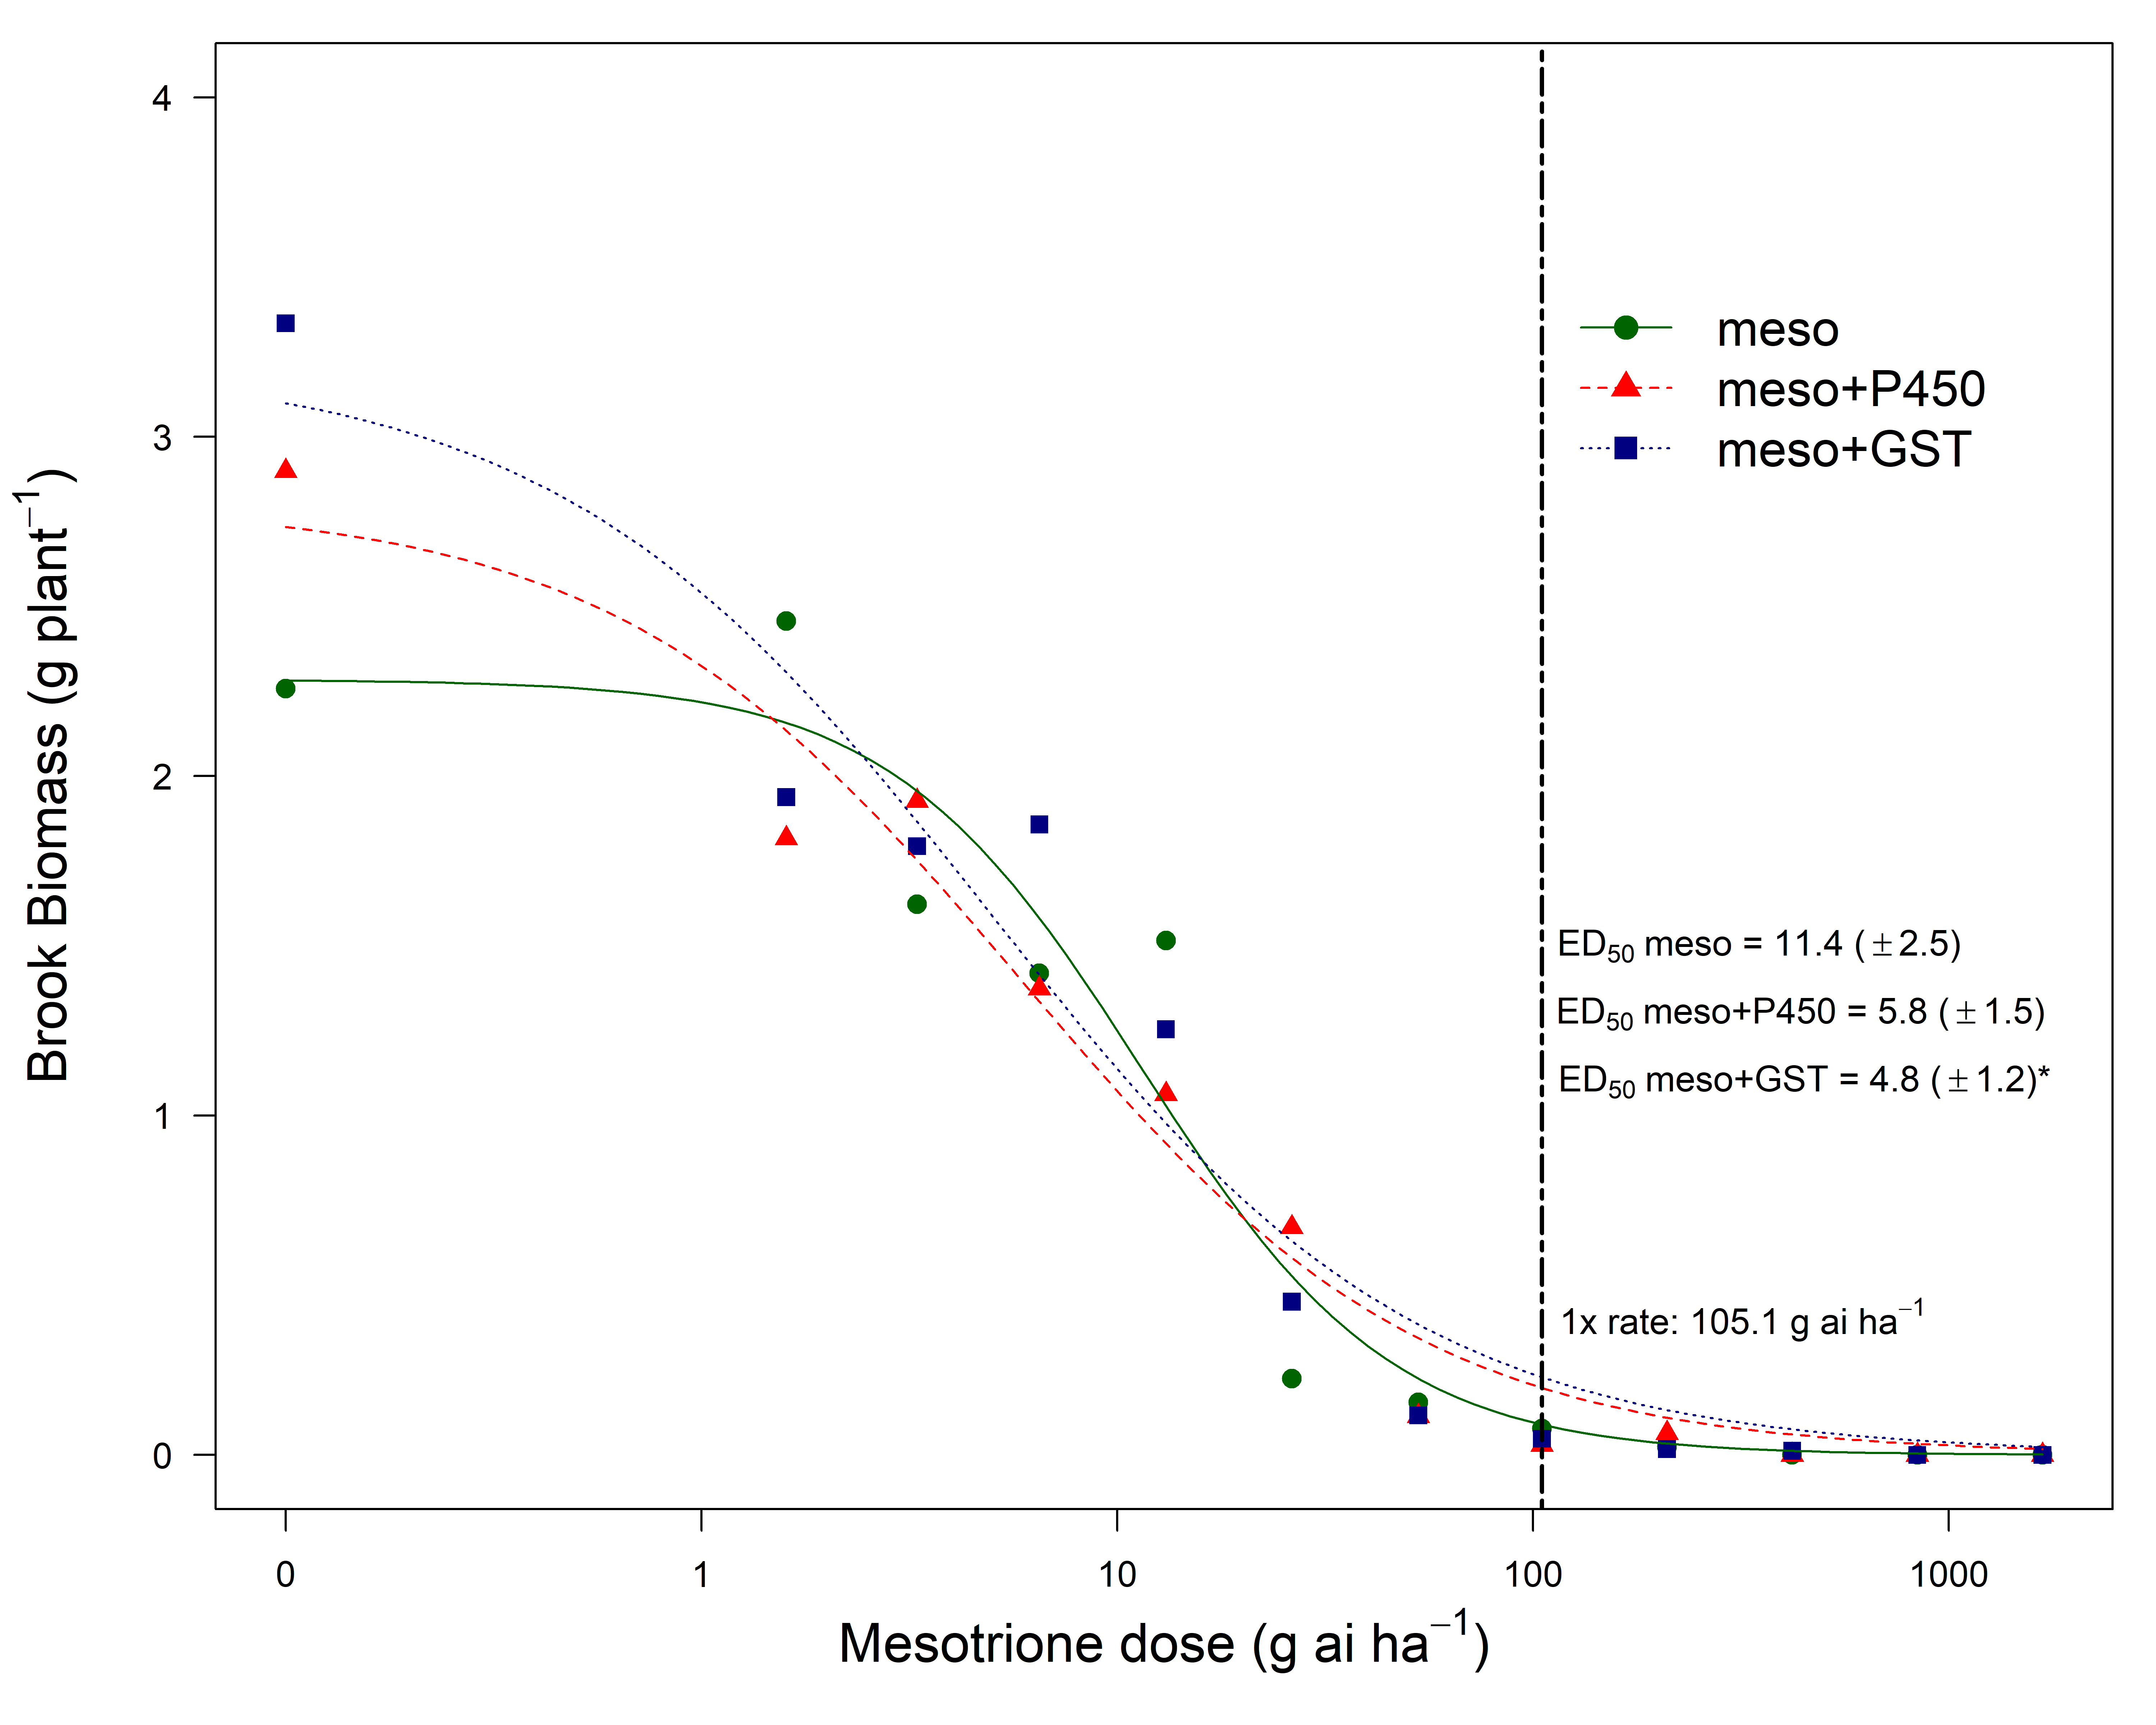 4
3
2
1
0
Brook Biomass (g plant⁻¹)
meso
meso+P450
meso+GST
ED₅₀ meso = 11.4 (±2.5)
ED₅₀ meso+P450 = 5.8 (±1.5)
ED₅₀ meso+GST = 4.8 (±1.2)*
1x rate: 105.1 g ai ha⁻¹
0 1 10 100 1000
Mesotrione dose (g ai ha⁻¹)